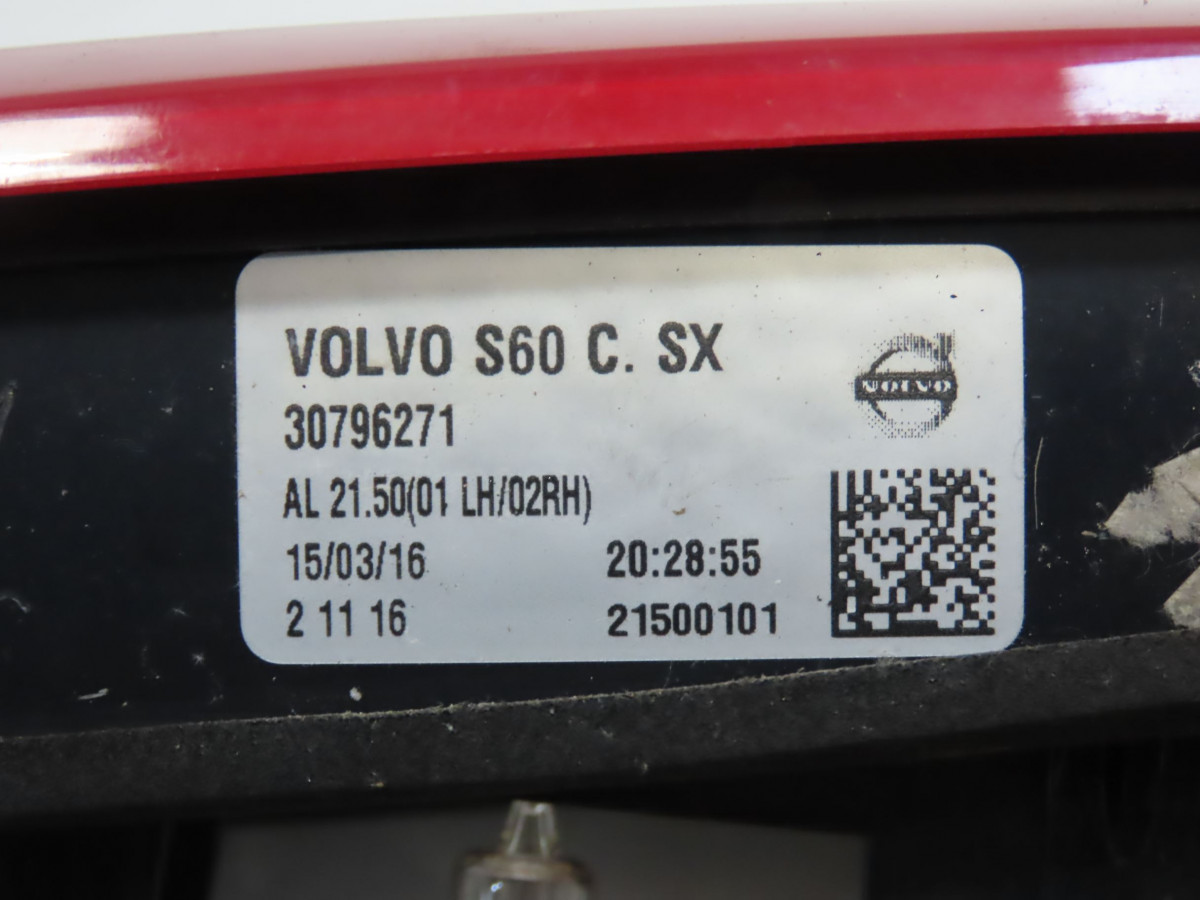 VOLVO S60 C. SX
VOLVO
30796271
AL 21.50(01 LH/02RH)
15/03/16 20:28:55
2 11 16 21500101